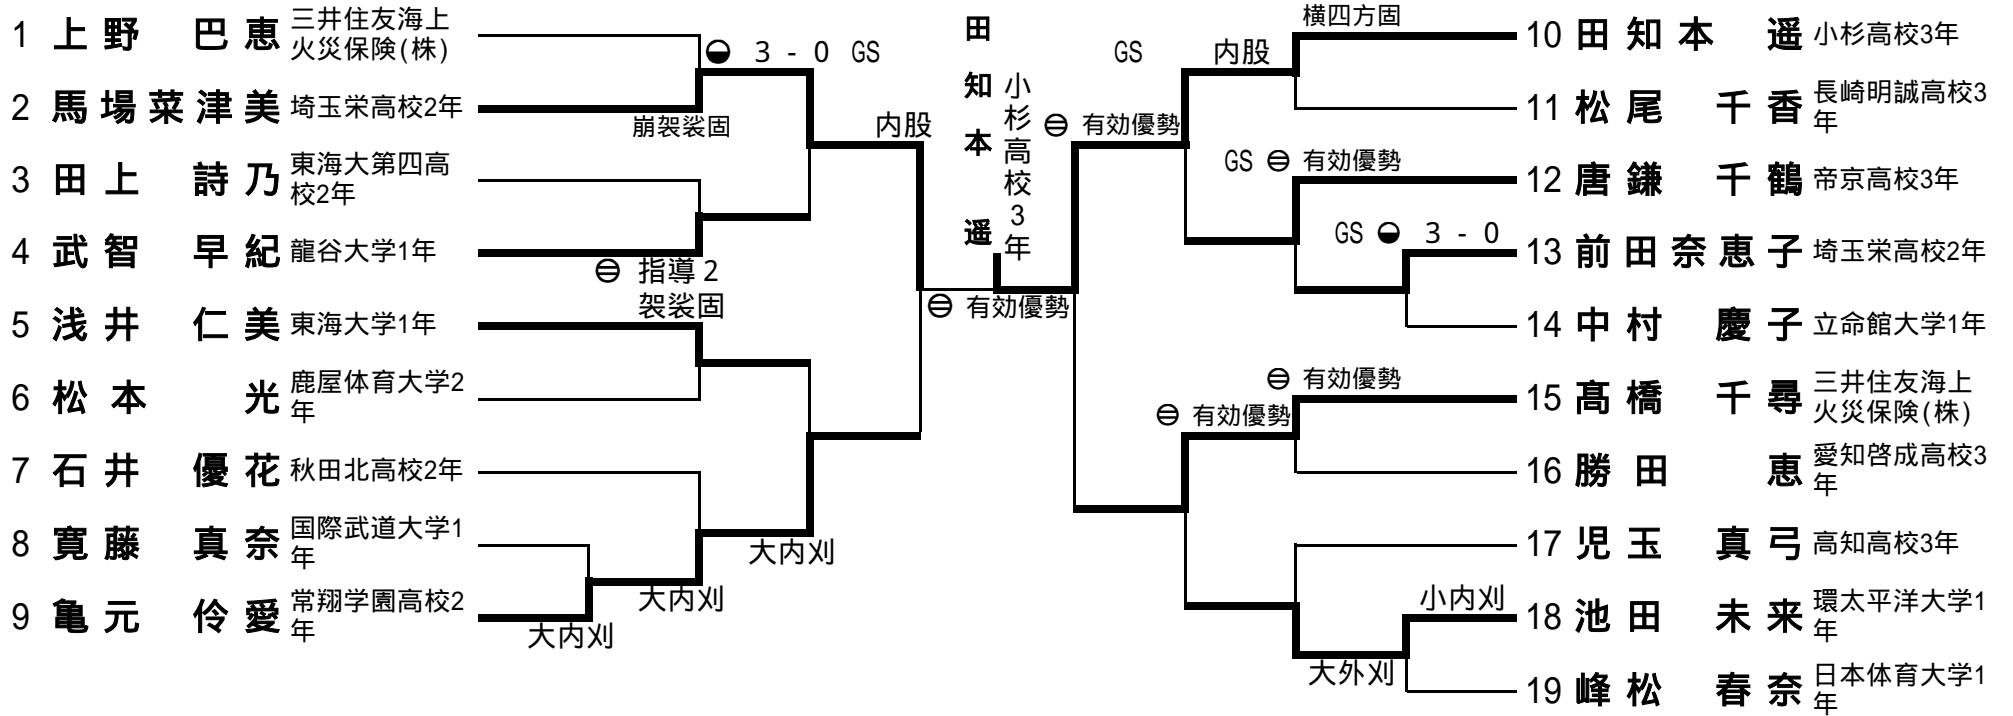 1 上野 巴恵 三井住友海上
火災保険(株)
2 馬場菜津美 埼玉栄高校2年
3 田上 詩乃 東海大第四高
校2年
4 武智 早紀 龍谷大学1年
5 浅井 仁美 東海大学1年
6 松本 光 鹿屋体育大学2
年
7 石井 優花 秋田北高校2年
8 寛藤 真奈 国際武道大学1
年
9 亀元 伶愛 常翔学園高校2
年
3 - 0 GS
崩袈裟固
内股
指導2
袈裟固
大内刈
大内刈
大内刈
有効優勢
田知本遥
小杉高校3年
GS
有効優勢
内股
横四方固
GS 有効優勢
GS 3 - 0
有効優勢
有効優勢
小内刈
大外刈
10 田知本 遥 小杉高校3年
11 松尾 千香 長崎明誠高校3
年
12 唐鎌 千鶴 帝京高校3年
13 前田奈恵子 埼玉栄高校2年
14 中村 慶子 立命館大学1年
15 髙橋 千尋 三井住友海上
火災保険(株)
16 勝田 恵 愛知啓成高校3
年
17 児玉 真弓 高知高校3年
18 池田 未来 環太平洋大学1
年
19 峰松 春奈 日本体育大学1
年